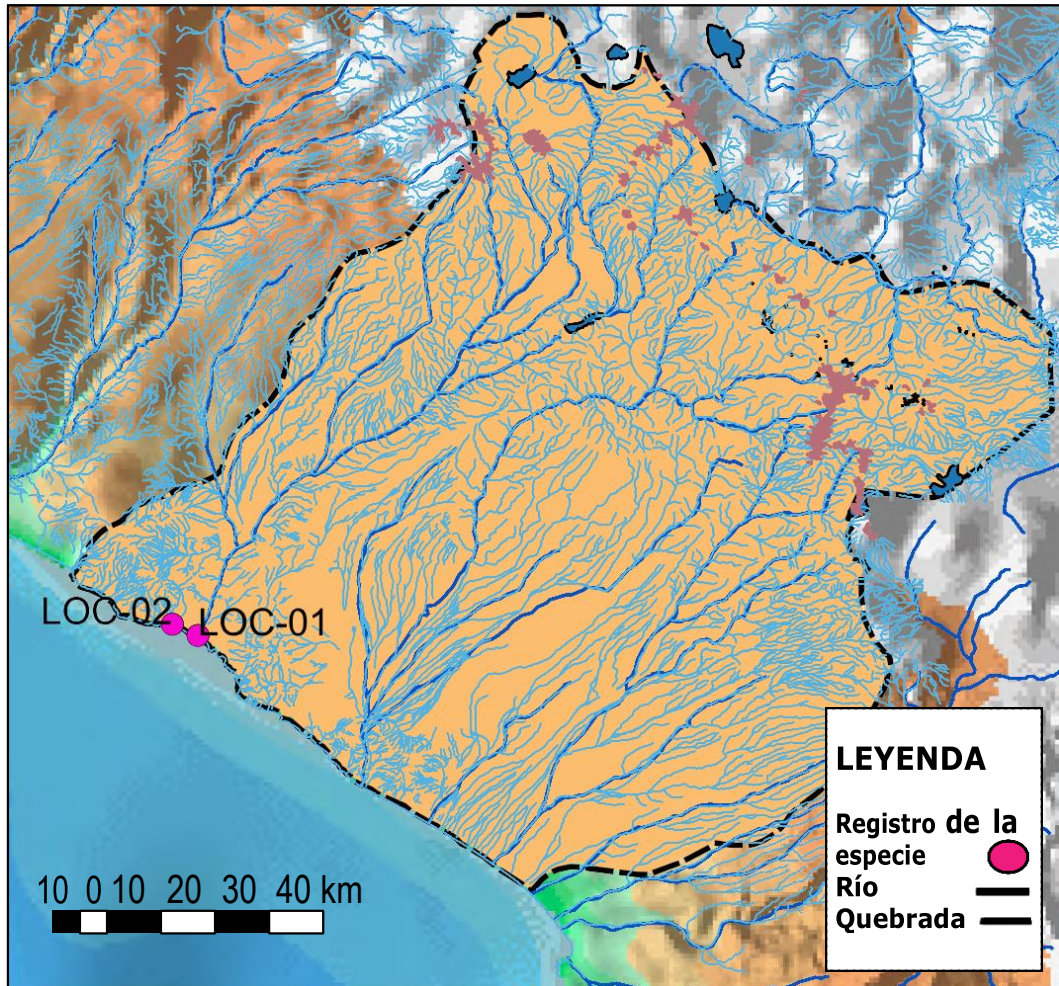 LOC-02
LOC-01
LEYENDA
Registro de la
especie
Río
Quebrada
10 0 10 20 30 40 km